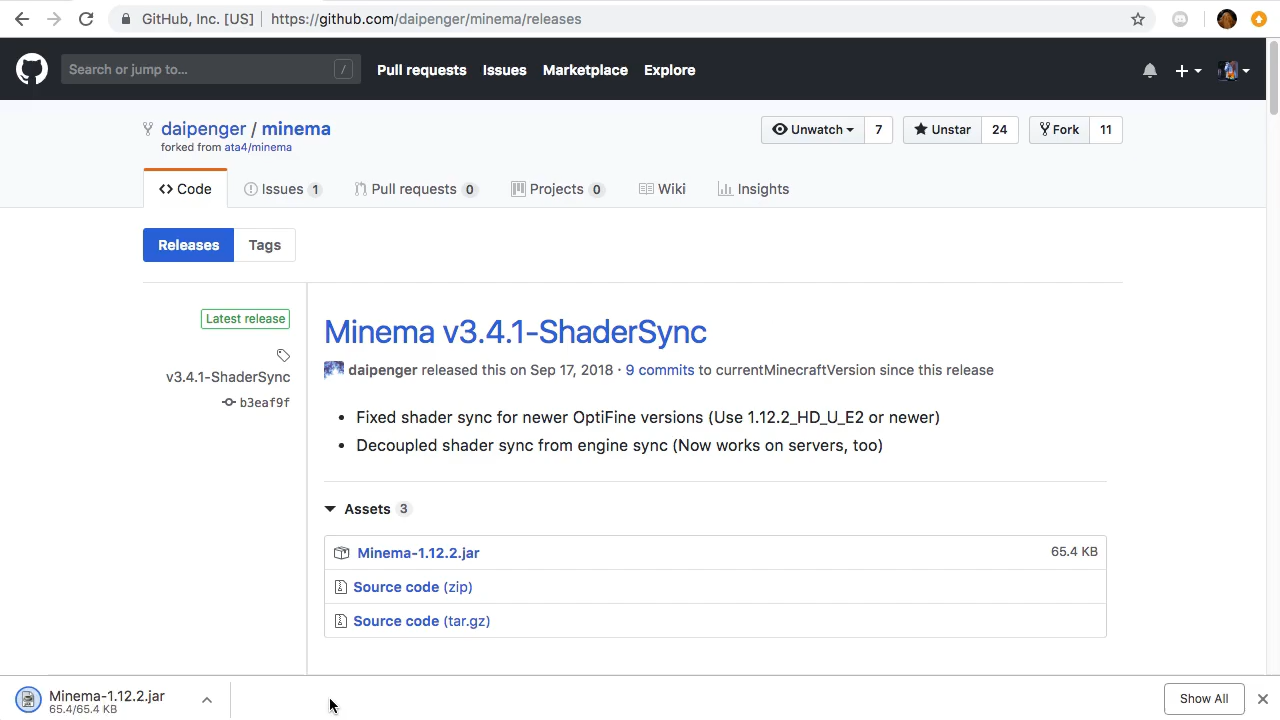 GitHub, Inc. [US] https://github.com/daipenger/minema/releases
Search or jump to... / Pull requests Issues Marketplace Explore
daipenger / minema
forked from ata4/minema
Unwatch 7 Unstar 24 Fork 11
Code Issues 1 Pull requests 0 Projects 0 Wiki Insights
Releases Tags
Latest release
v3.4.1-ShaderSync
b3eaf9f
Minema v3.4.1-ShaderSync
daipenger released this on Sep 17, 2018 · 9 commits to currentMinecraftVersion since this release
• Fixed shader sync for newer OptiFine versions (Use 1.12.2_HD_U_E2 or newer)
• Decoupled shader sync from engine sync (Now works on servers, too)
Assets 3
Minema-1.12.2.jar 65.4 KB
Source code (zip)
Source code (tar.gz)
Minema-1.12.2.jar
65.4/65.4 KB
Show All